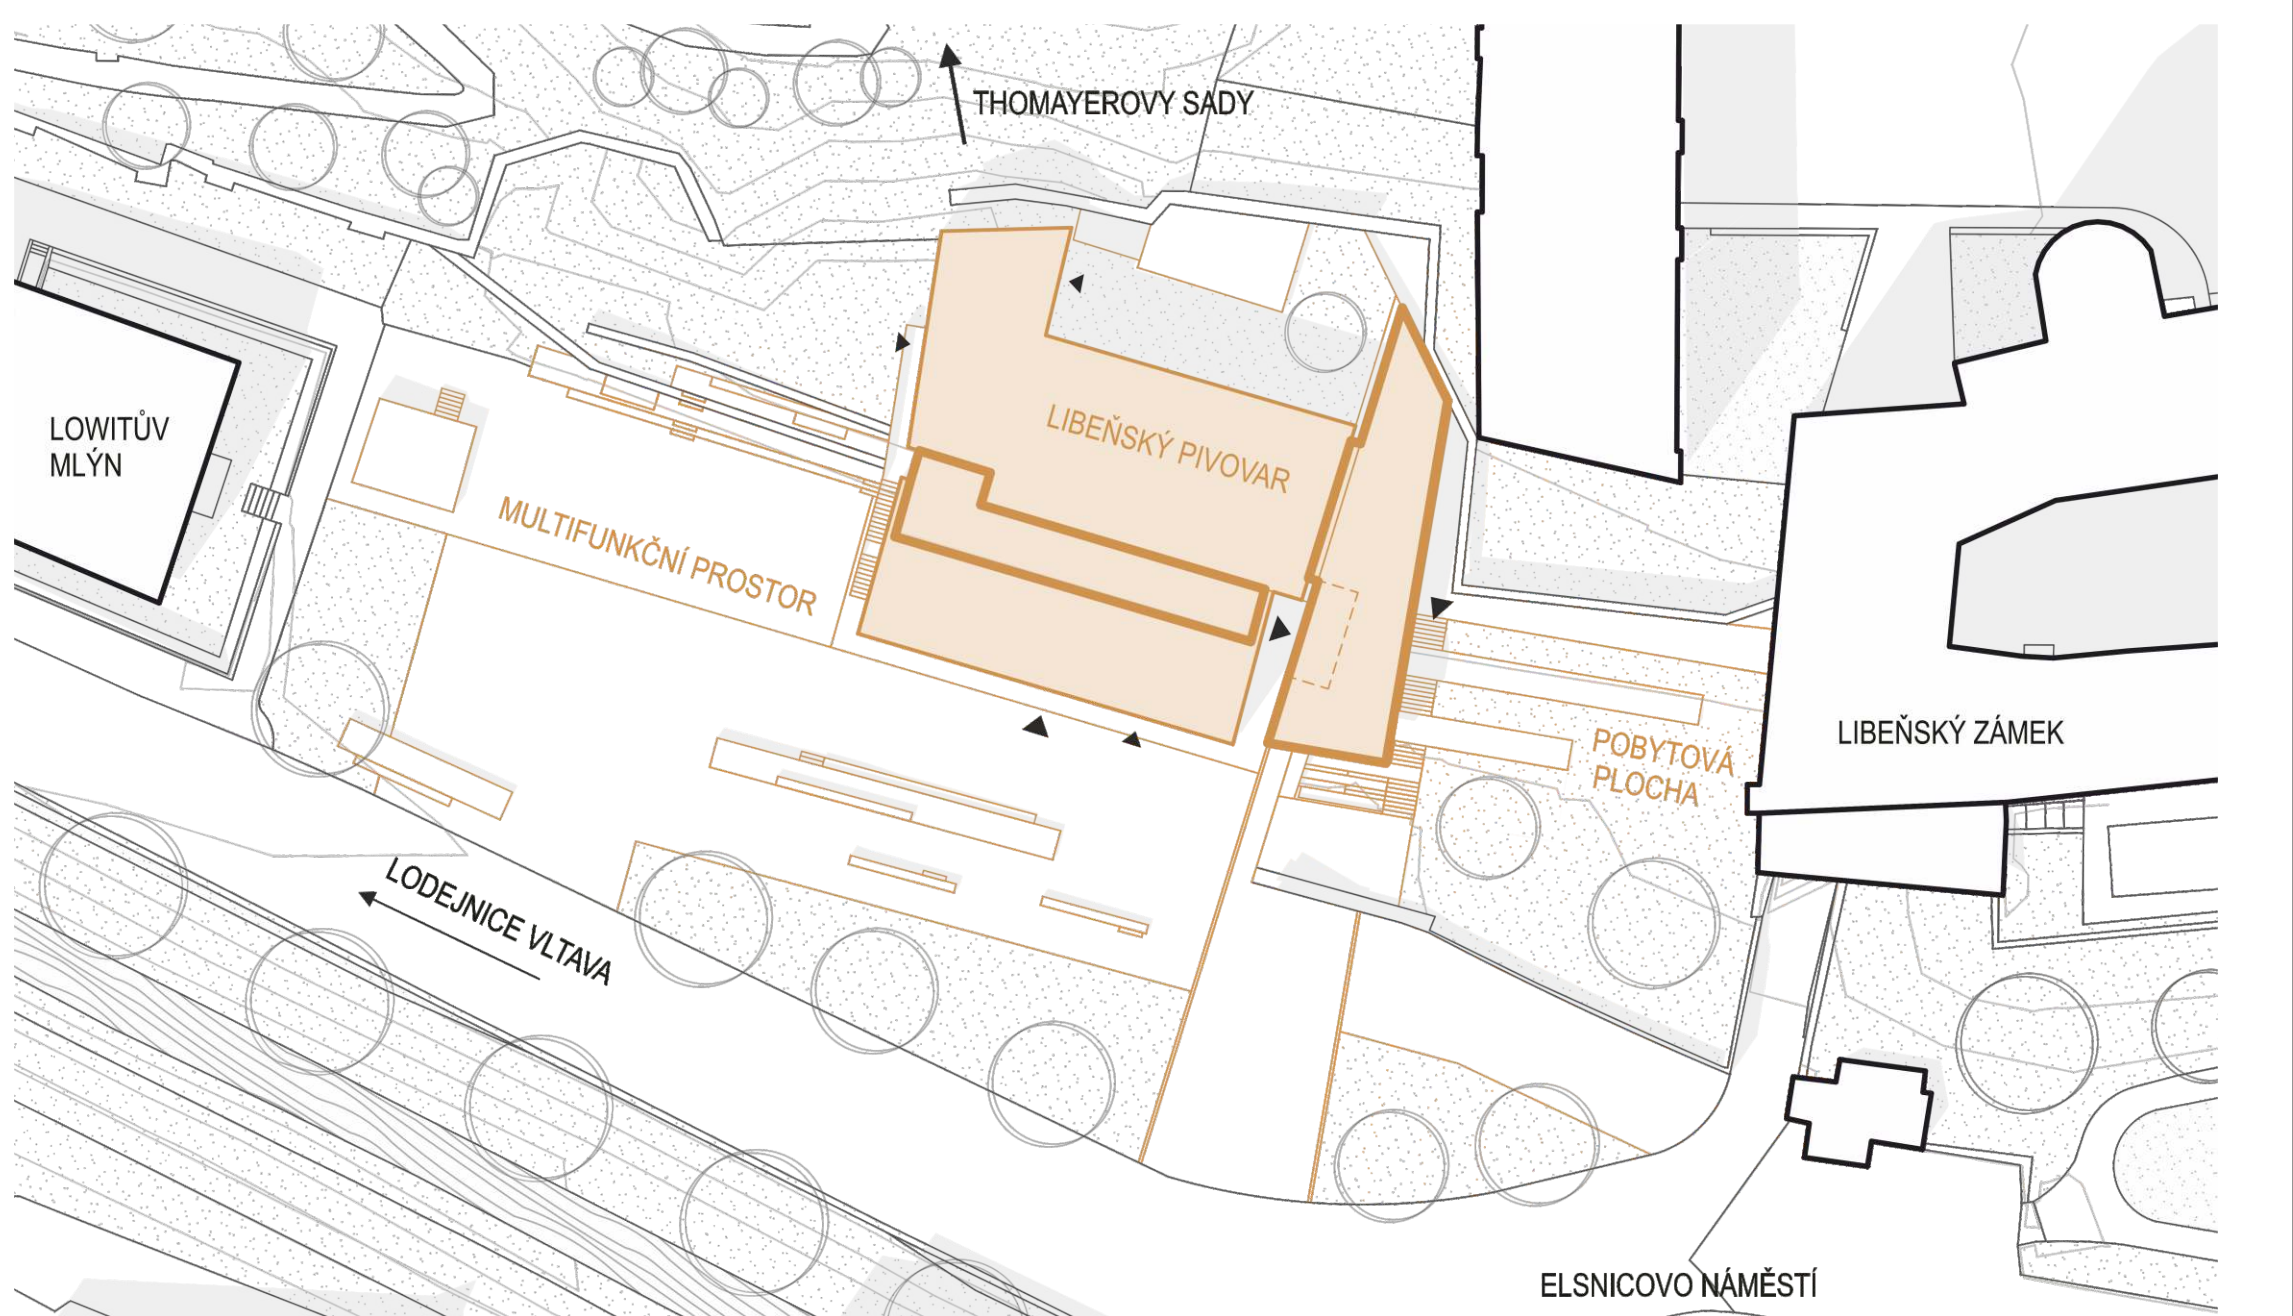 THOMAYEROVY SADY
LOWITŮV
MLÝN
LIBEŇSKÝ PIVOVAR
MULTIFUNKČNÍ PROSTOR
LIBEŇSKÝ ZÁMEK
POBYTOVÁ
PLOCHA
LODEJNICE VLTAVA
ELSNICOVO NÁMĚSTÍ